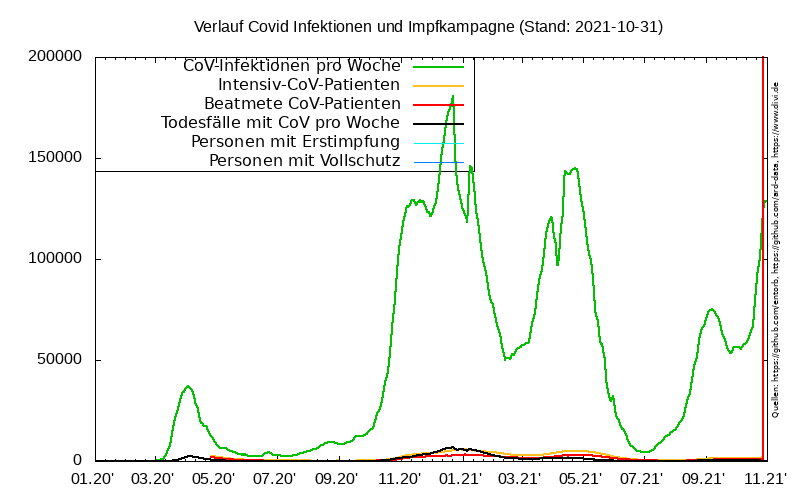 Verlauf Covid Infektionen und Impfkampagne (Stand: 2021-10-31)
200000
150000
100000
50000
0
CoV-Infektionen pro Woche
Intensiv-CoV-Patienten
Beatmete CoV-Patienten
Todesfälle mit CoV pro Woche
Personen mit Erstimpfung
Personen mit Vollschutz
01.20' 03.20' 05.20' 07.20' 09.20' 11.20' 01.21' 03.21' 05.21' 07.21' 09.21' 11.21'
Quellen: https://github.com/entorb, https://github.com/ard-data, https://www.divi.de